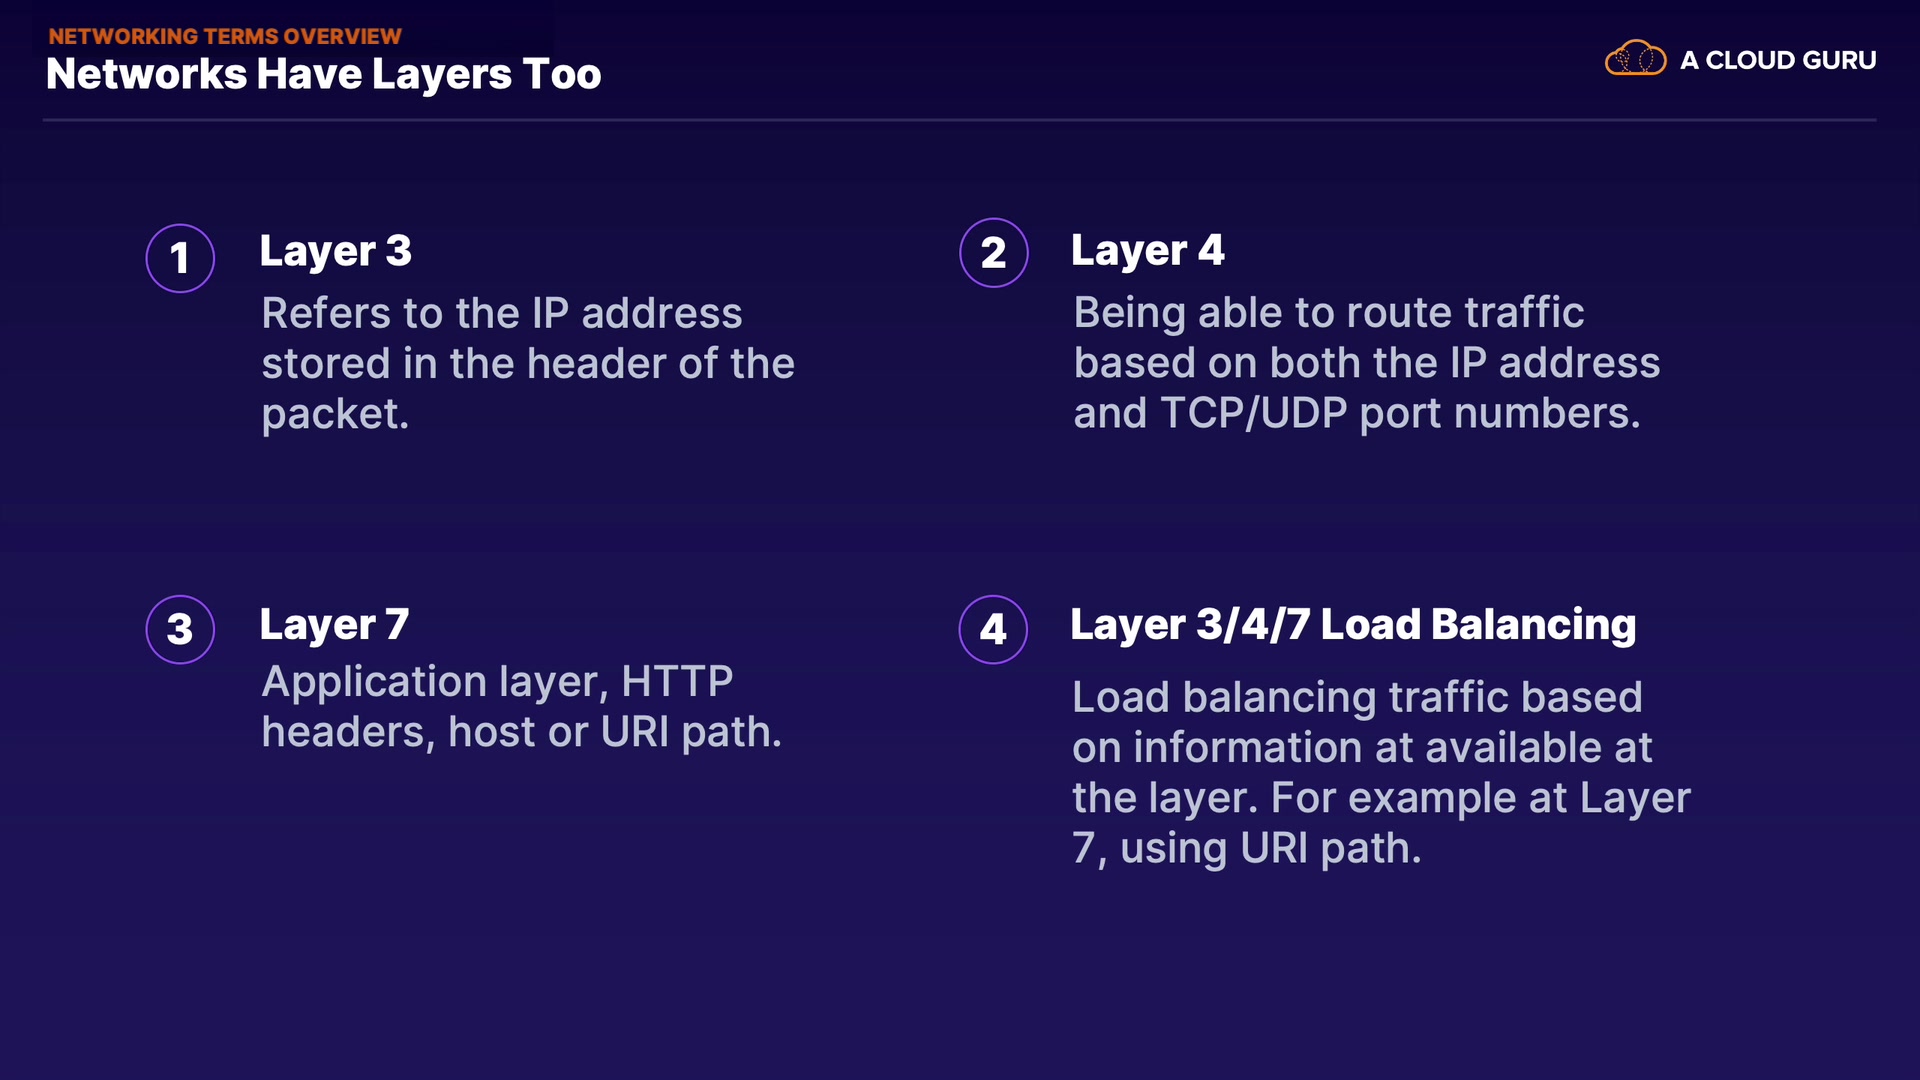 NETWORKING TERMS OVERVIEW
Networks Have Layers Too
A CLOUD GURU
1
Layer 3
Refers to the IP address
stored in the header of the
packet.
2
Layer 4
Being able to route traffic
based on both the IP address
and TCP/UDP port numbers.
3
Layer 7
Application layer, HTTP
headers, host or URI path.
4
Layer 3/4/7 Load Balancing
Load balancing traffic based
on information at available at
the layer. For example at Layer
7, using URI path.